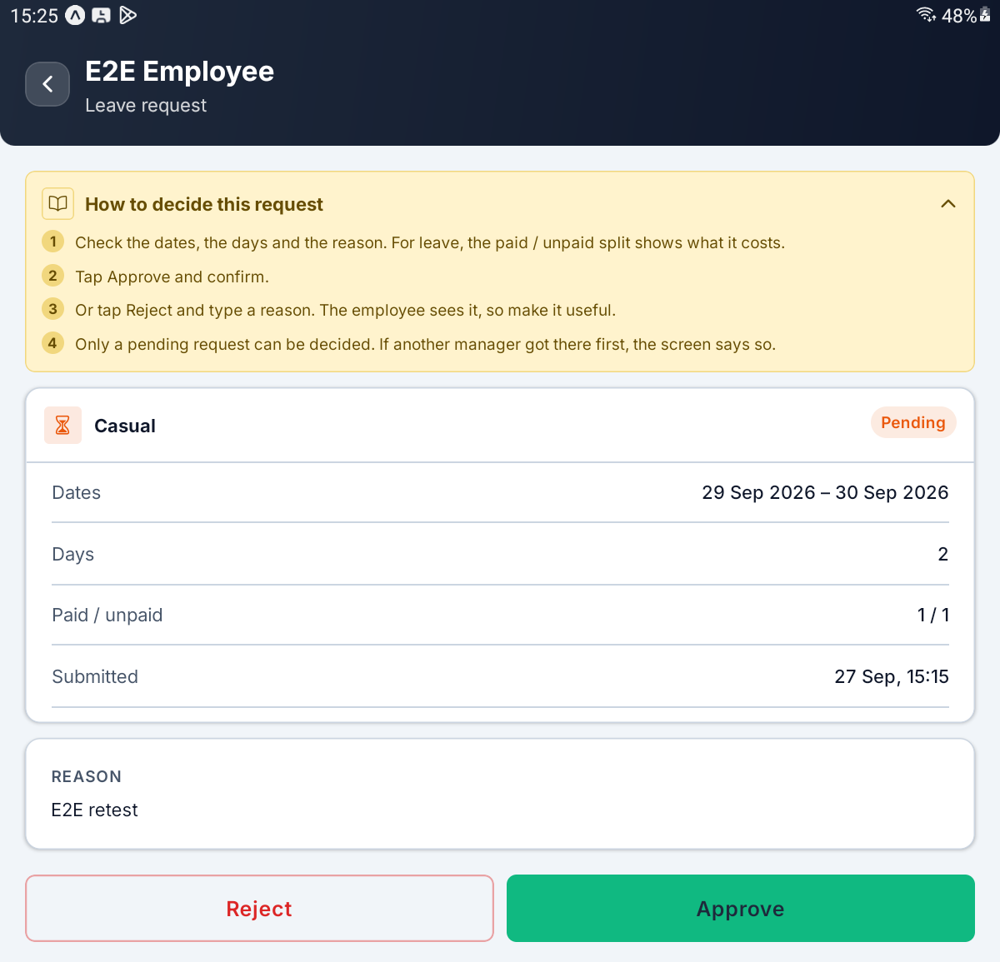 15:25
48%
E2E Employee
Leave request
How to decide this request
1 Check the dates, the days and the reason. For leave, the paid / unpaid split shows what it costs.
2 Tap Approve and confirm.
3 Or tap Reject and type a reason. The employee sees it, so make it useful.
4 Only a pending request can be decided. If another manager got there first, the screen says so.
Casual
Pending
Dates 29 Sep 2026 – 30 Sep 2026
Days 2
Paid / unpaid 1 / 1
Submitted 27 Sep, 15:15
REASON
E2E retest
Reject
Approve